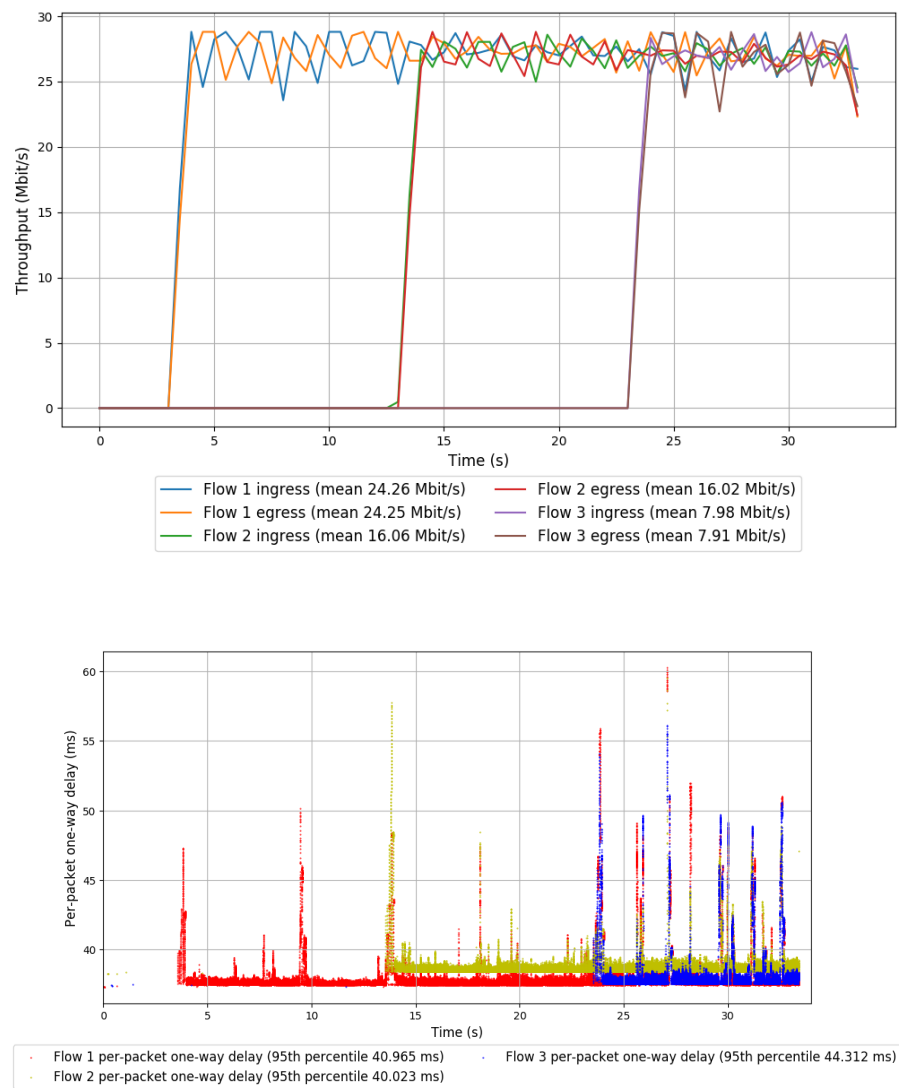 30
25
20
15
10
5
0
Throughput (Mbit/s)
0 5 10 15 20 25 30
Time (s)
Flow 1 ingress (mean 24.26 Mbit/s) Flow 2 egress (mean 16.02 Mbit/s)
Flow 1 egress (mean 24.25 Mbit/s) Flow 3 ingress (mean 7.98 Mbit/s)
Flow 2 ingress (mean 16.06 Mbit/s) Flow 3 egress (mean 7.91 Mbit/s)
60
55
50
45
40
Per-packet one-way delay (ms)
0 5 10 15 20 25 30
Time (s)
Flow 1 per-packet one-way delay (95th percentile 40.965 ms) Flow 3 per-packet one-way delay (95th percentile 44.312 ms)
Flow 2 per-packet one-way delay (95th percentile 40.023 ms)